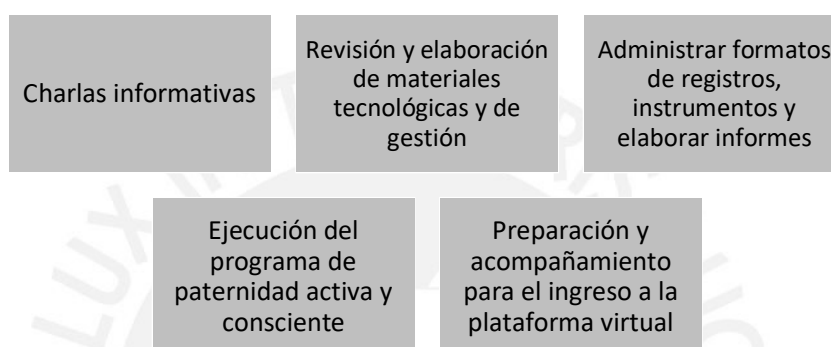 Charlas informativas
Revisión y elaboración
de materiales
tecnológicas y de
gestión
Administrar formatos
de registros,
instrumentos y
elaborar informes
Ejecución del
programa de
paternidad activa y
consciente
Preparación y
acompañamiento
para el ingreso a la
plataforma virtual